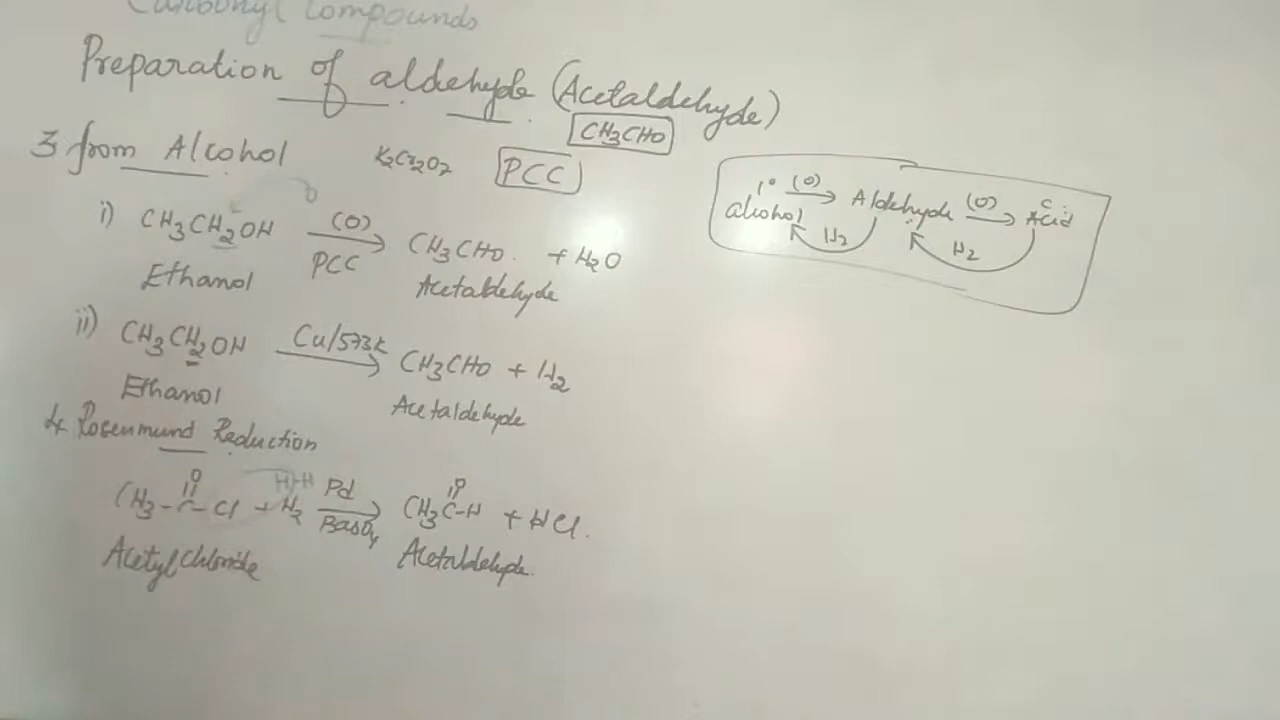 Carbonyl Compounds
Preparation of aldehyde (Acetaldehyde)
CH3CHO
3 from Alcohol K2Cr2O7 PCC
i) CH3CH2OH (O) PCC → CH3CHO. + H2O
Ethanol Acetaldehyde
ii) CH3CH2OH Cu/573K → CH3CHO + H2
Ethanol Acetaldehyde
4 Rosenmund Reduction
H-H
O O
CH3-C-Cl + H2 Pd BaSO4 → CH3C-H + HCl.
Acetylchloride Acetaldehyde.
1° alcohol (O) → Aldehyde (O) → Acid
H2 H2